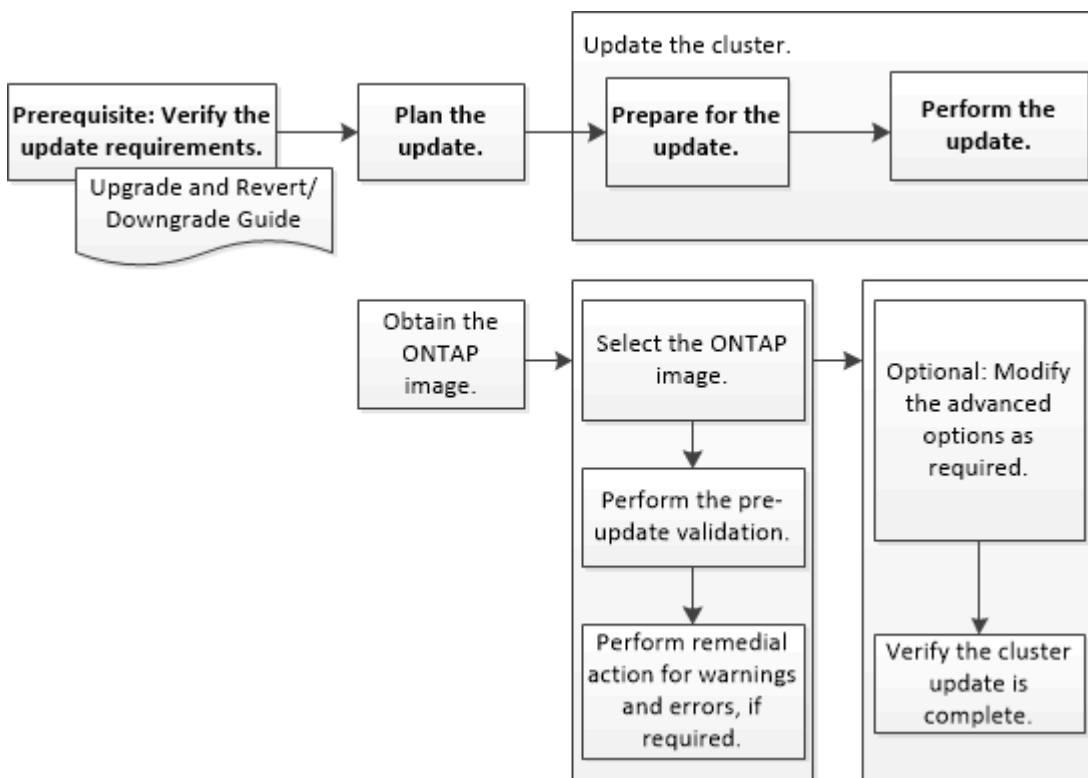 Update the cluster.
Prerequisite: Verify the
update requirements.
Upgrade and Revert/
Downgrade Guide
Plan the
update.
Prepare for the
update.
Perform the
update.
Obtain the
ONTAP
image.
Select the ONTAP
image.
Perform the pre-
update validation.
Perform remedial
action for warnings
and errors, if
required.
Optional: Modify
the advanced
options as
required.
Verify the cluster
update is
complete.